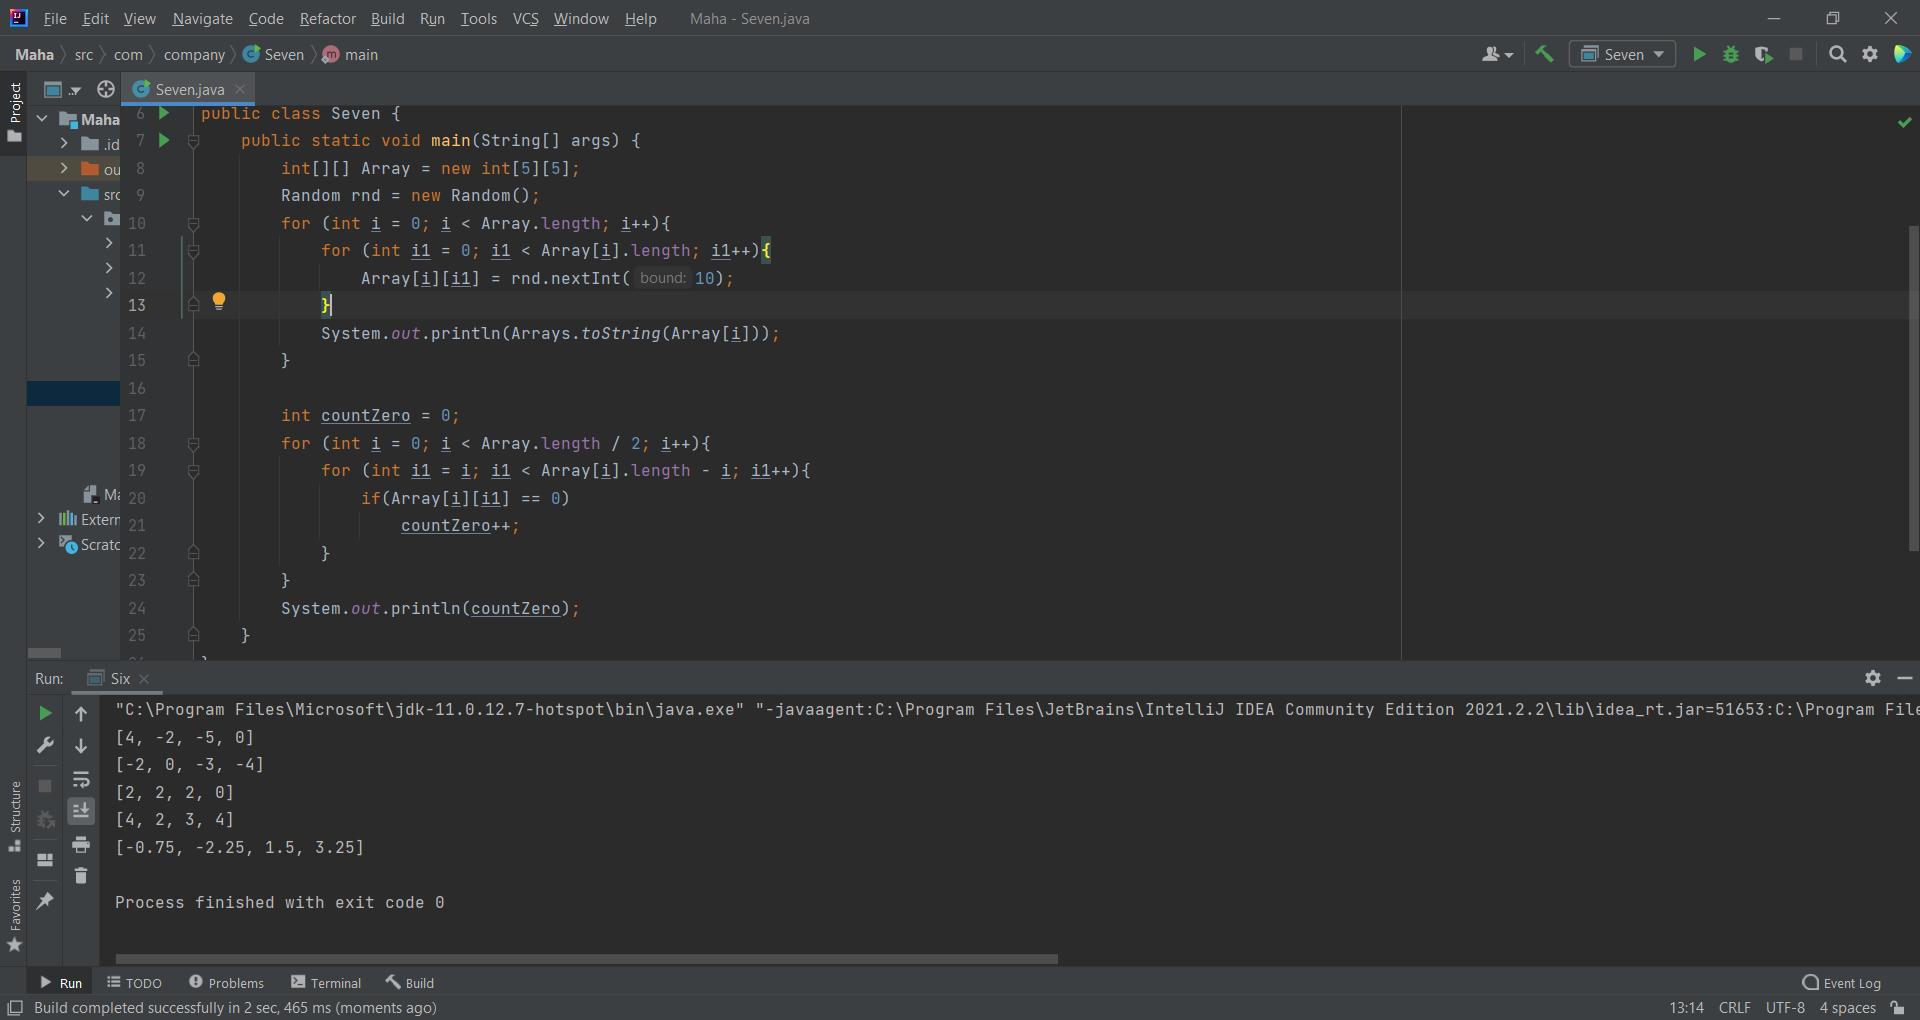 File Edit View Navigate Code Refactor Build Run Tools VCS Window Help Maha - Seven.java
Maha src com company Seven main
Seven
Project
Seven.java
Maha
.id
ou
src
Ma
Extern
Scratc
6 public class Seven {
7 public static void main(String[] args) {
8 int[][] Array = new int[5][5];
9 Random rnd = new Random();
10 for (int i = 0; i < Array.length; i++){
11 for (int i1 = 0; i1 < Array[i].length; i1++){
12 Array[i][i1] = rnd.nextInt( bound: 10);
13 }
14 System.out.println(Arrays.toString(Array[i]));
15 }
16
17 int countZero = 0;
18 for (int i = 0; i < Array.length / 2; i++){
19 for (int i1 = i; i1 < Array[i].length - i; i1++){
20 if(Array[i][i1] == 0)
21 countZero++;
22 }
23 }
24 System.out.println(countZero);
25 }
Run: Six
"C:\Program Files\Microsoft\jdk-11.0.12.7-hotspot\bin\java.exe" "-javaagent:C:\Program Files\JetBrains\IntelliJ IDEA Community Edition 2021.2.2\lib\idea_rt.jar=51653:C:\Program File
[4, -2, -5, 0]
[-2, 0, -3, -4]
[2, 2, 2, 0]
[4, 2, 3, 4]
[-0.75, -2.25, 1.5, 3.25]
Process finished with exit code 0
Structure
Favorites
Run TODO Problems Terminal Build Event Log
Build completed successfully in 2 sec, 465 ms (moments ago) 13:14 CRLF UTF-8 4 spaces